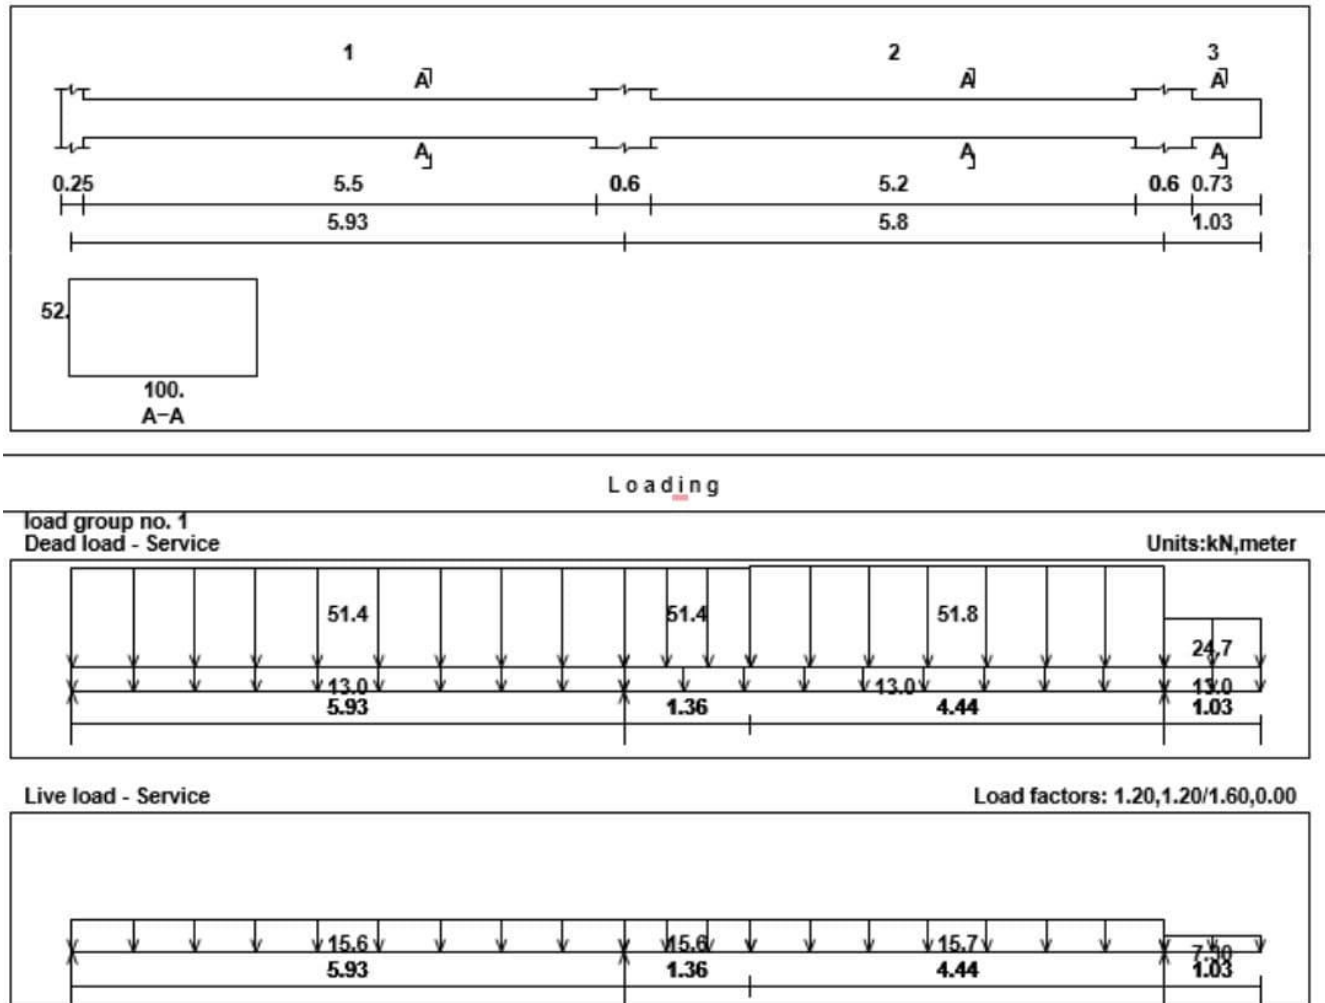 1 2 3
A A A
A A A
0.25 5.5 0.6 5.2 0.6 0.73
5.93 5.8 1.03
52.
100.
A-A
Loading
load group no. 1
Dead load - Service Units:kN,meter
51.4 51.4 51.8
24.7
13.0 13.0 13.0
5.93 1.36 4.44 1.03
Live load - Service Load factors: 1.20,1.20/1.60,0.00
15.6 15.6 15.7
7.30
5.93 1.36 4.44 1.03